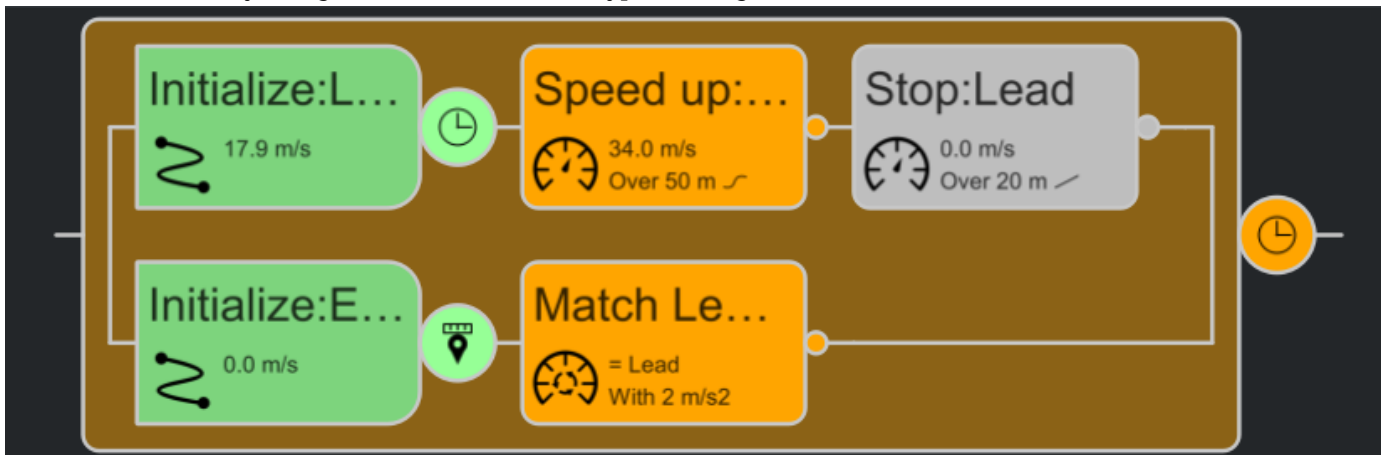 Initialize:L...
17.9 m/s
Speed up:...
34.0 m/s
Over 50 m
Stop:Lead
0.0 m/s
Over 20 m
Initialize:E...
0.0 m/s
Match Le...
= Lead
With 2 m/s2